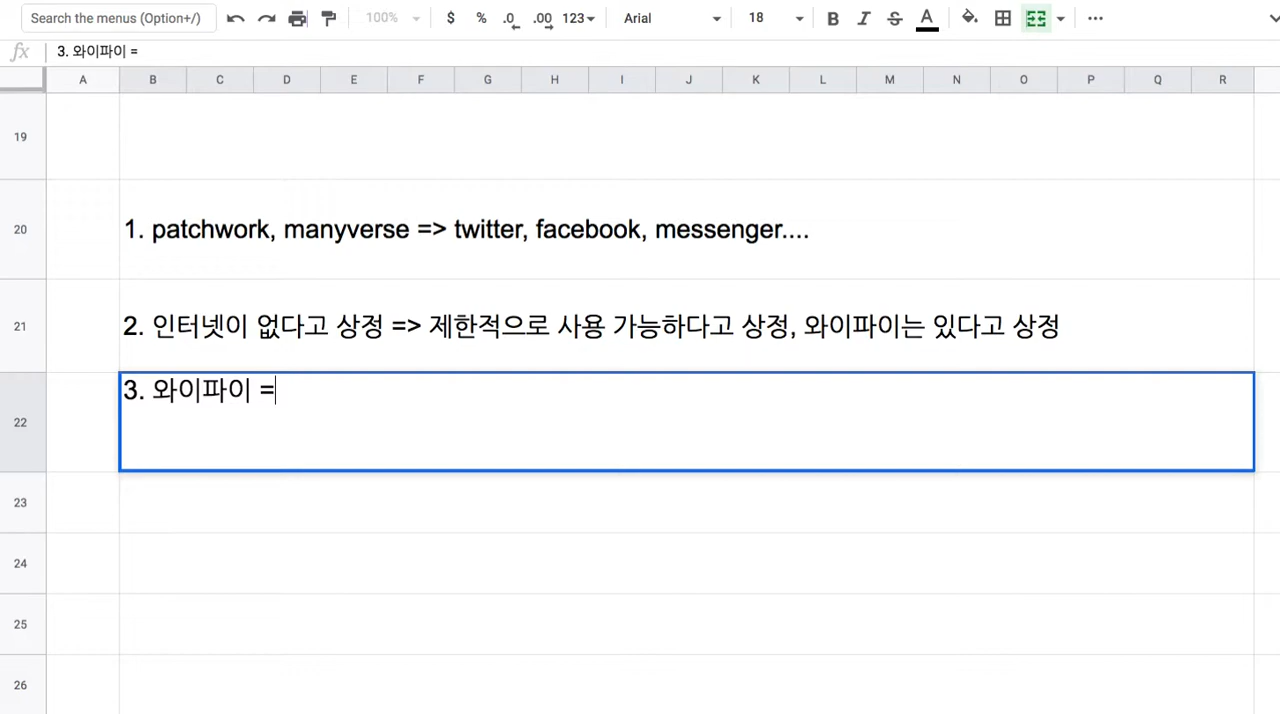 Search the menus (Option+/) 100% $ % .0 .00 123 Arial 18 B I S A
fx 3. 와이파이 =
A B C D E F G H I J K L M N O P Q R
19
20 1. patchwork, manyverse => twitter, facebook, messenger....
21 2. 인터넷이 없다고 상정 => 제한적으로 사용 가능하다고 상정, 와이파이는 있다고 상정
22 3. 와이파이 =
23
24
25
26